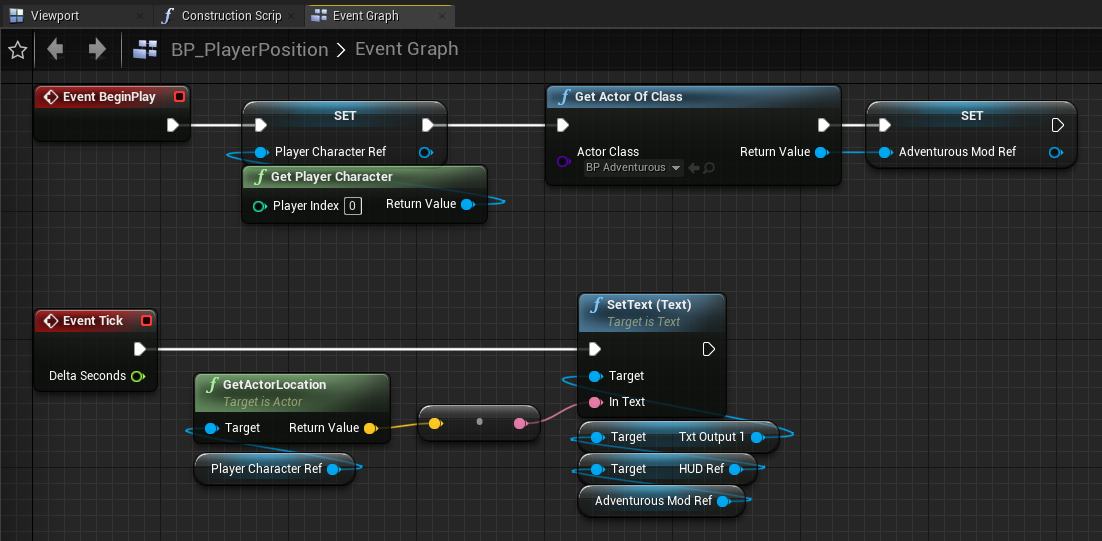 Viewport
Construction Scrip
Event Graph
BP_PlayerPosition > Event Graph
Event BeginPlay
SET
Player Character Ref
Get Player Character
Player Index 0
Return Value
Get Actor Of Class
Actor Class
BP Adventurous
Return Value
SET
Adventurous Mod Ref
Event Tick
Delta Seconds
GetActorLocation
Target is Actor
Target
Return Value
Player Character Ref
SetText (Text)
Target is Text
Target
In Text
Target Txt Output 1
Target HUD Ref
Adventurous Mod Ref